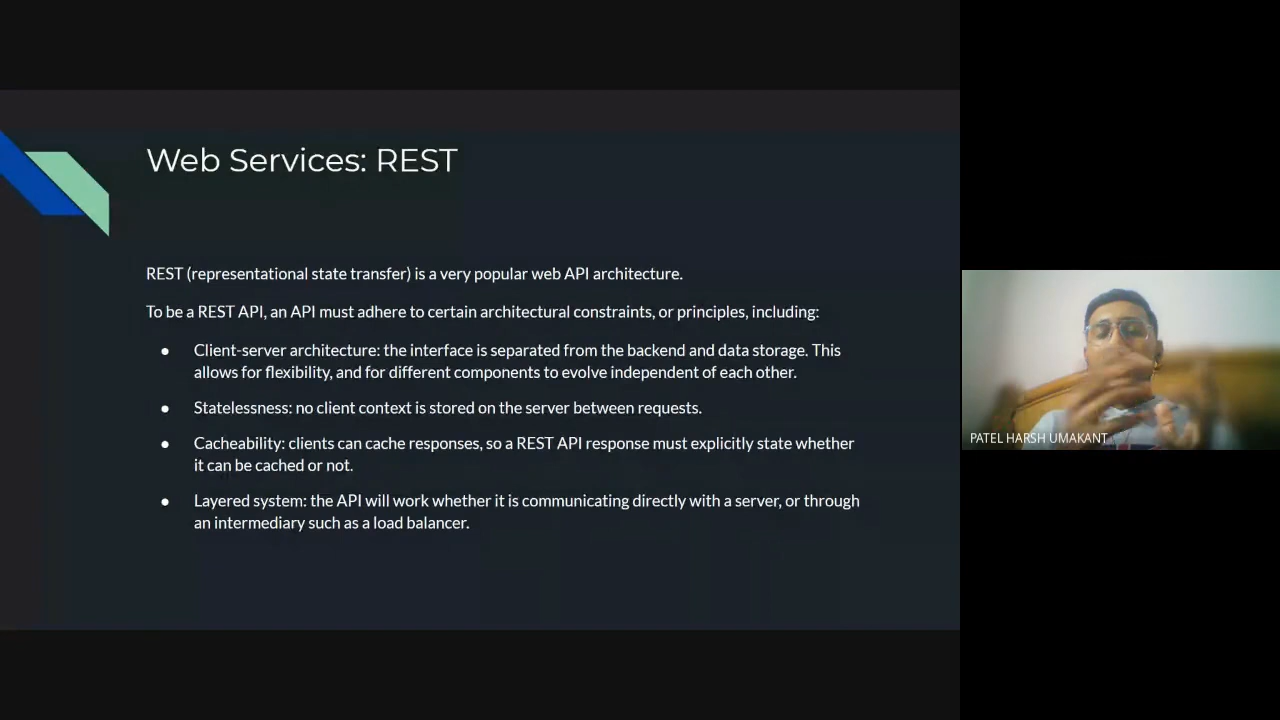 Web Services: REST
REST (representational state transfer) is a very popular web API architecture.
To be a REST API, an API must adhere to certain architectural constraints, or principles, including:
● Client-server architecture: the interface is separated from the backend and data storage. This
allows for flexibility, and for different components to evolve independent of each other.
● Statelessness: no client context is stored on the server between requests.
● Cacheability: clients can cache responses, so a REST API response must explicitly state whether
it can be cached or not.
● Layered system: the API will work whether it is communicating directly with a server, or through
an intermediary such as a load balancer.
PATEL HARSH UMAKANT